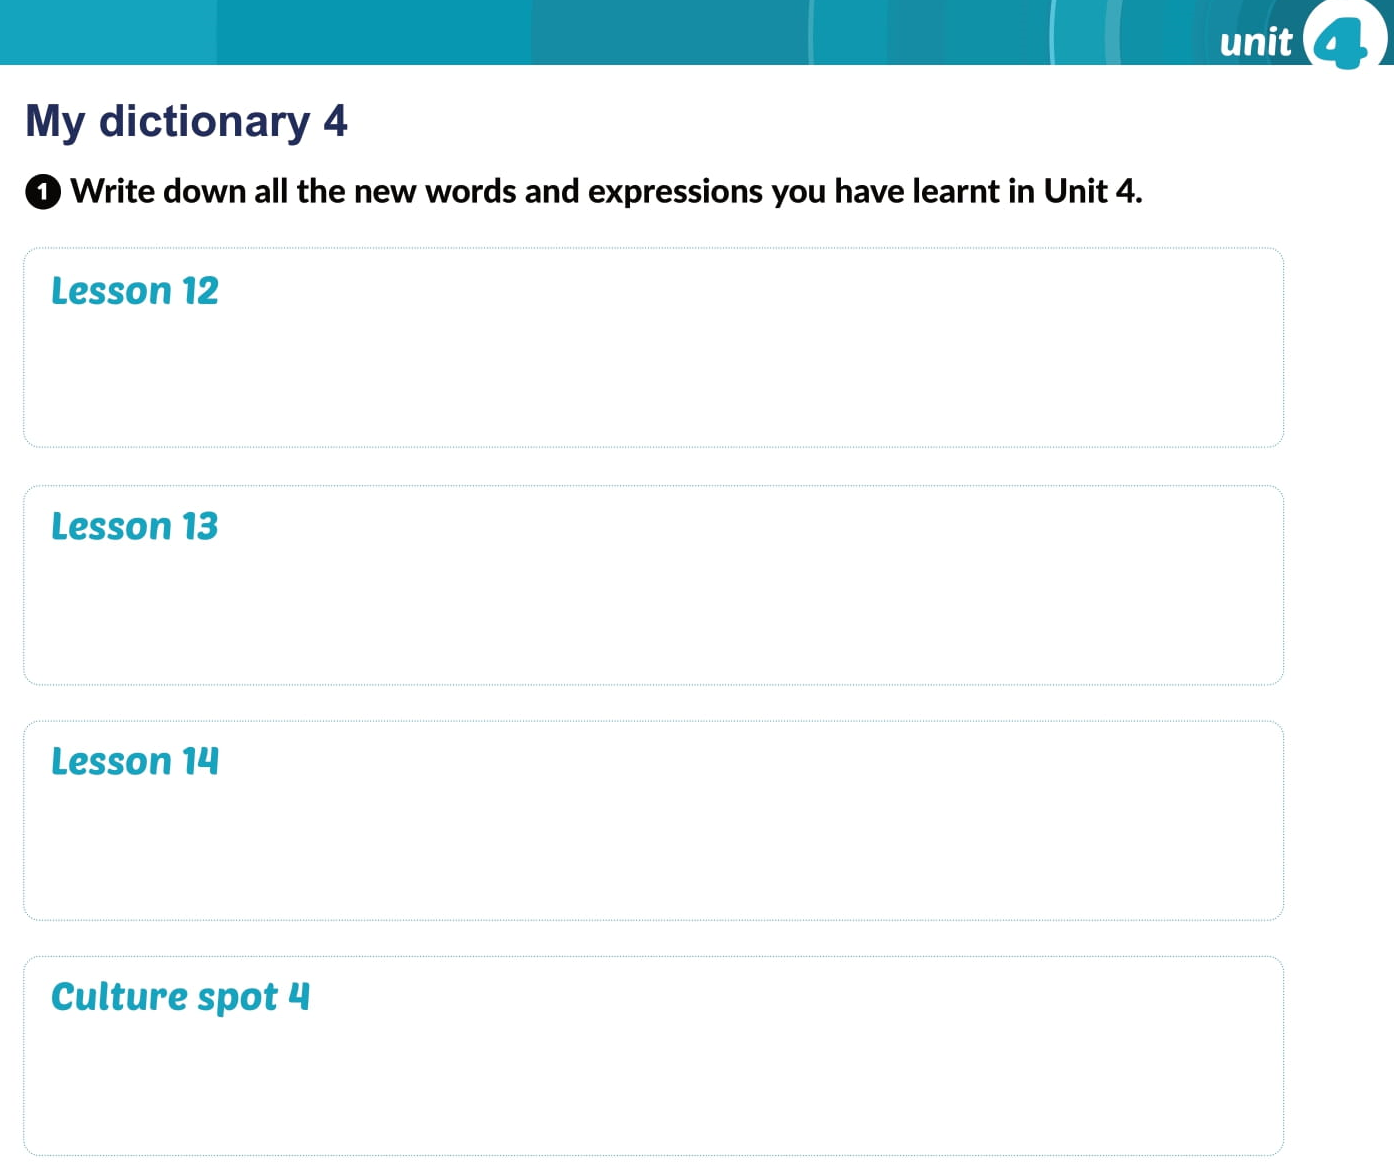 unit 4
My dictionary 4
1 Write down all the new words and expressions you have learnt in Unit 4.
Lesson 12
Lesson 13
Lesson 14
Culture spot 4